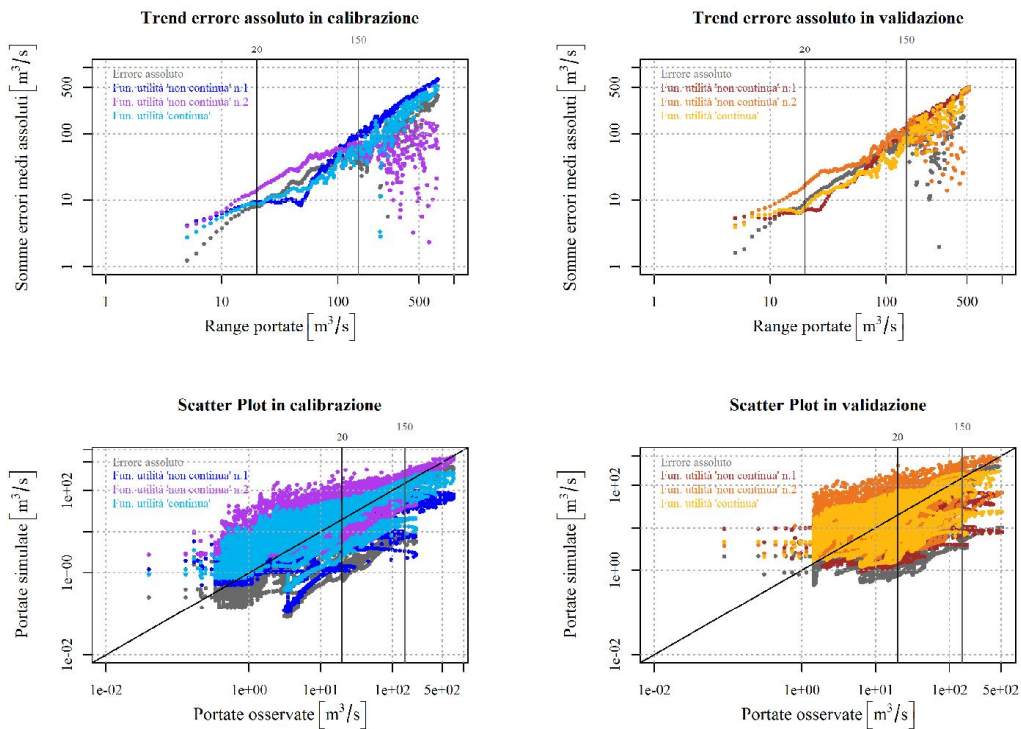 Trend errore assoluto in calibrazione
20
150
Somme errori medi assoluti [m³/s]
500
100
10
1
Errore assoluto
Fun. utilità 'non continua' n.1
Fun. utilità 'non continua' n.2
Fun. utilità 'continua'
1
10
100
500
Range portate [m³/s]
Trend errore assoluto in validazione
20
150
Somme errori medi assoluti [m³/s]
500
100
10
1
Errore assoluto
Fun. utilità 'non continua' n.1
Fun. utilità 'non continua' n.2
Fun. utilità 'continua'
1
10
100
500
Range portate [m³/s]
Scatter Plot in calibrazione
20
150
Portate simulate [m³/s]
1e+02
1e+00
1e-02
Errore assoluto
Fun. utilità 'non continua' n.1
Fun. utilità 'non continua' n.2
Fun. utilità 'continua'
1e-02
1e+00
1e+01
1e+02
5e+02
Portate osservate [m³/s]
Scatter Plot in validazione
20
150
Portate simulate [m³/s]
1e+02
1e+00
1e-02
Errore assoluto
Fun. utilità 'non continua' n.1
Fun. utilità 'non continua' n.2
Fun. utilità 'continua'
1e-02
1e+00
1e+01
1e+02
5e+02
Portate osservate [m³/s]